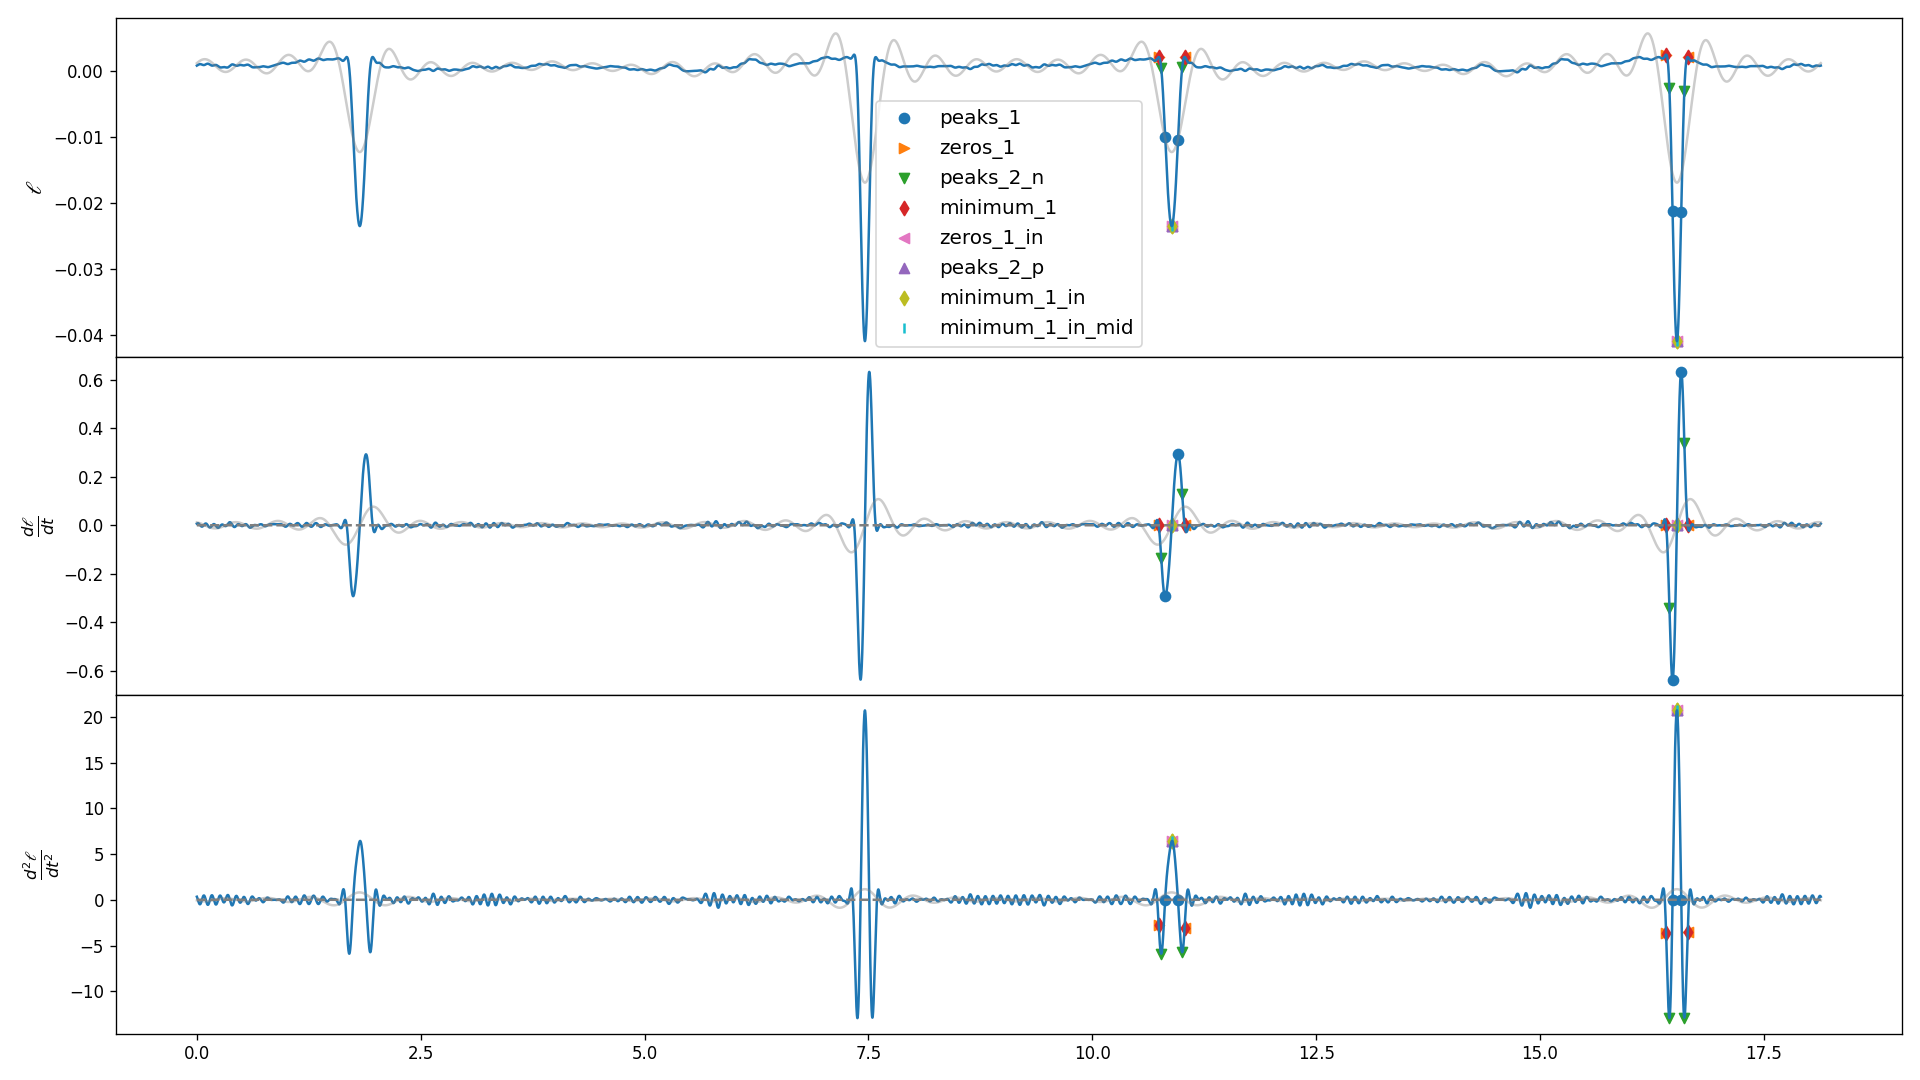 0.00
−0.01
−0.02
−0.03
−0.04
ℓ
peaks_1
zeros_1
peaks_2_n
minimum_1
zeros_1_in
peaks_2_p
minimum_1_in
minimum_1_in_mid
0.6
0.4
0.2
0.0
−0.2
−0.4
−0.6
dℓ
dt
20
15
10
5
0
−5
−10
d²ℓ
dt²
0.0 2.5 5.0 7.5 10.0 12.5 15.0 17.5